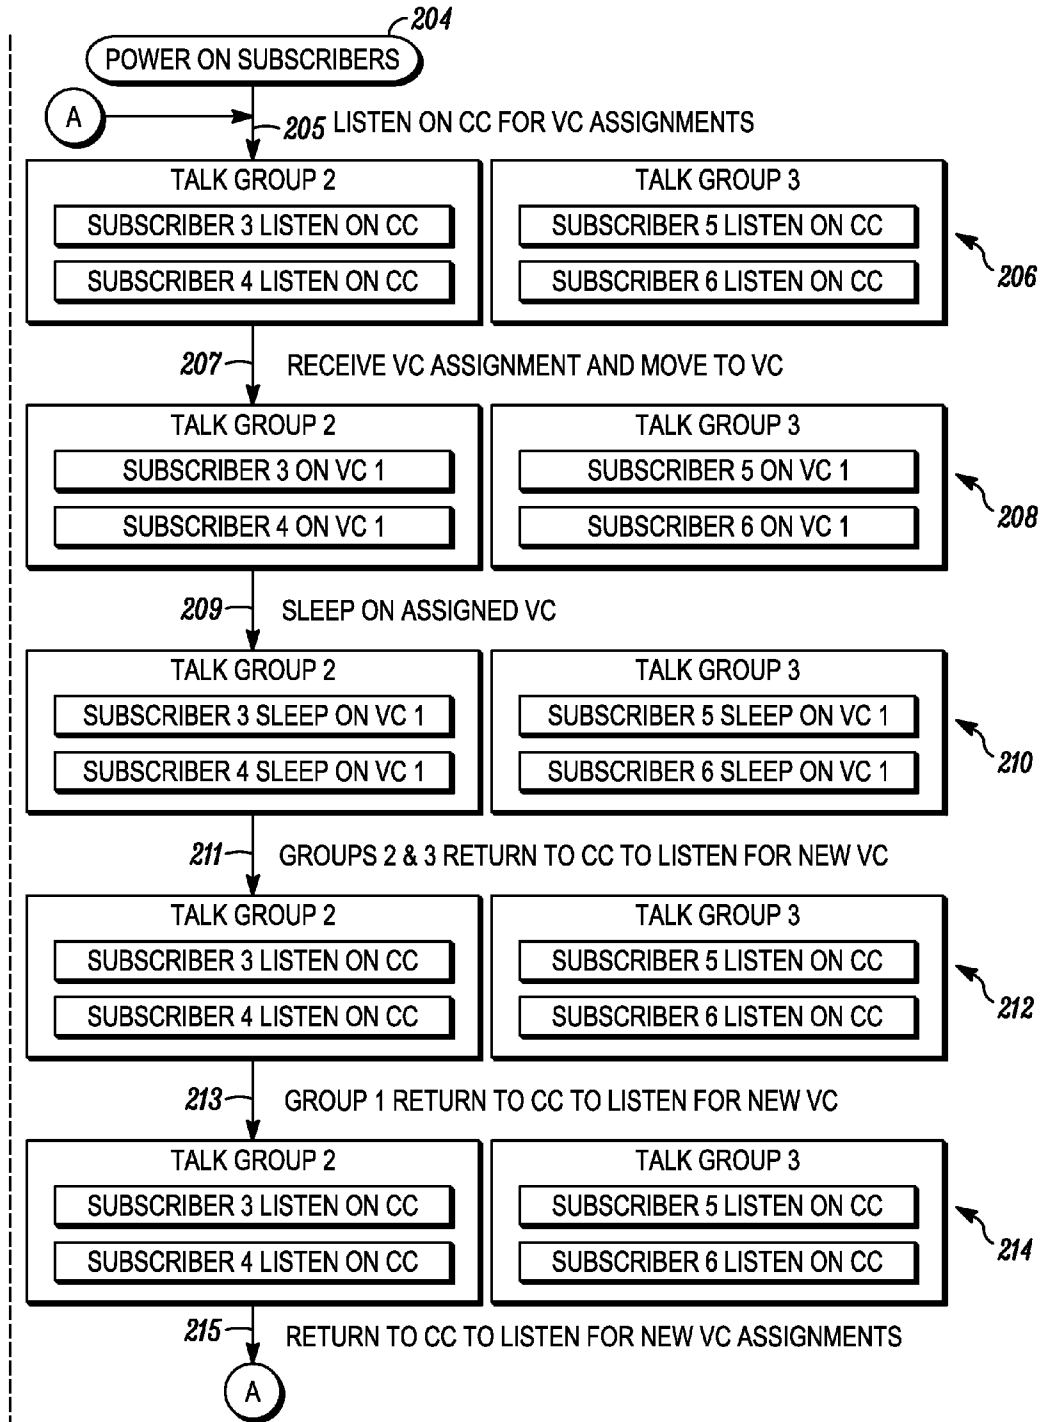 204
POWER ON SUBSCRIBERS
A
205 LISTEN ON CC FOR VC ASSIGNMENTS
TALK GROUP 2
SUBSCRIBER 3 LISTEN ON CC
SUBSCRIBER 4 LISTEN ON CC
TALK GROUP 3
SUBSCRIBER 5 LISTEN ON CC
SUBSCRIBER 6 LISTEN ON CC
206
207 RECEIVE VC ASSIGNMENT AND MOVE TO VC
TALK GROUP 2
SUBSCRIBER 3 ON VC 1
SUBSCRIBER 4 ON VC 1
TALK GROUP 3
SUBSCRIBER 5 ON VC 1
SUBSCRIBER 6 ON VC 1
208
209 SLEEP ON ASSIGNED VC
TALK GROUP 2
SUBSCRIBER 3 SLEEP ON VC 1
SUBSCRIBER 4 SLEEP ON VC 1
TALK GROUP 3
SUBSCRIBER 5 SLEEP ON VC 1
SUBSCRIBER 6 SLEEP ON VC 1
210
211 GROUPS 2 & 3 RETURN TO CC TO LISTEN FOR NEW VC
TALK GROUP 2
SUBSCRIBER 3 LISTEN ON CC
SUBSCRIBER 4 LISTEN ON CC
TALK GROUP 3
SUBSCRIBER 5 LISTEN ON CC
SUBSCRIBER 6 LISTEN ON CC
212
213 GROUP 1 RETURN TO CC TO LISTEN FOR NEW VC
TALK GROUP 2
SUBSCRIBER 3 LISTEN ON CC
SUBSCRIBER 4 LISTEN ON CC
TALK GROUP 3
SUBSCRIBER 5 LISTEN ON CC
SUBSCRIBER 6 LISTEN ON CC
214
215 RETURN TO CC TO LISTEN FOR NEW VC ASSIGNMENTS
A